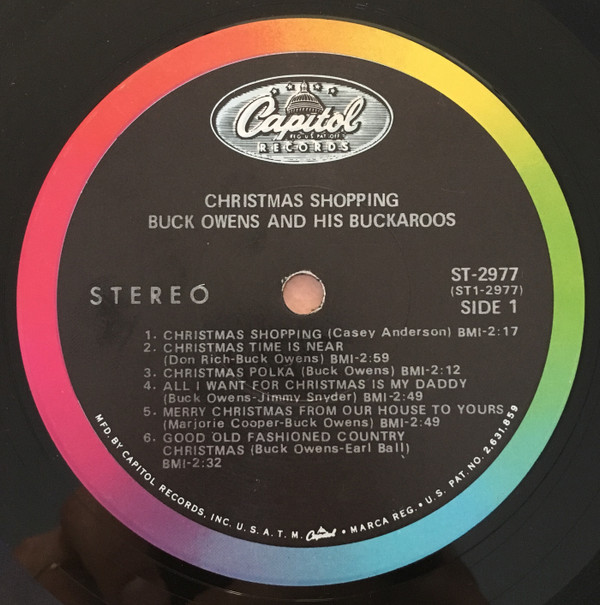 Capitol
REG. U.S. PAT. OFF.
RECORDS
CHRISTMAS SHOPPING
BUCK OWENS AND HIS BUCKAROOS
STEREO
ST-2977
(ST1-2977)
SIDE 1
1. CHRISTMAS SHOPPING (Casey Anderson) BMI-2:17
2. CHRISTMAS TIME IS NEAR
(Don Rich-Buck Owens) BMI-2:59
3. CHRISTMAS POLKA (Buck Owens) BMI-2:12
4. ALL I WANT FOR CHRISTMAS IS MY DADDY
(Buck Owens-Jimmy Snyder) BMI-2:49
5. MERRY CHRISTMAS FROM OUR HOUSE TO YOURS
(Marjorie Cooper-Buck Owens) BMI-2:49
6. GOOD OLD FASHIONED COUNTRY
CHRISTMAS (Buck Owens-Earl Ball)
BMI-2:32
MFD. BY CAPITOL RECORDS, INC. U.S.A. T.M. Capitol • MARCA REG. • U.S. PAT. NO. 2,631,859